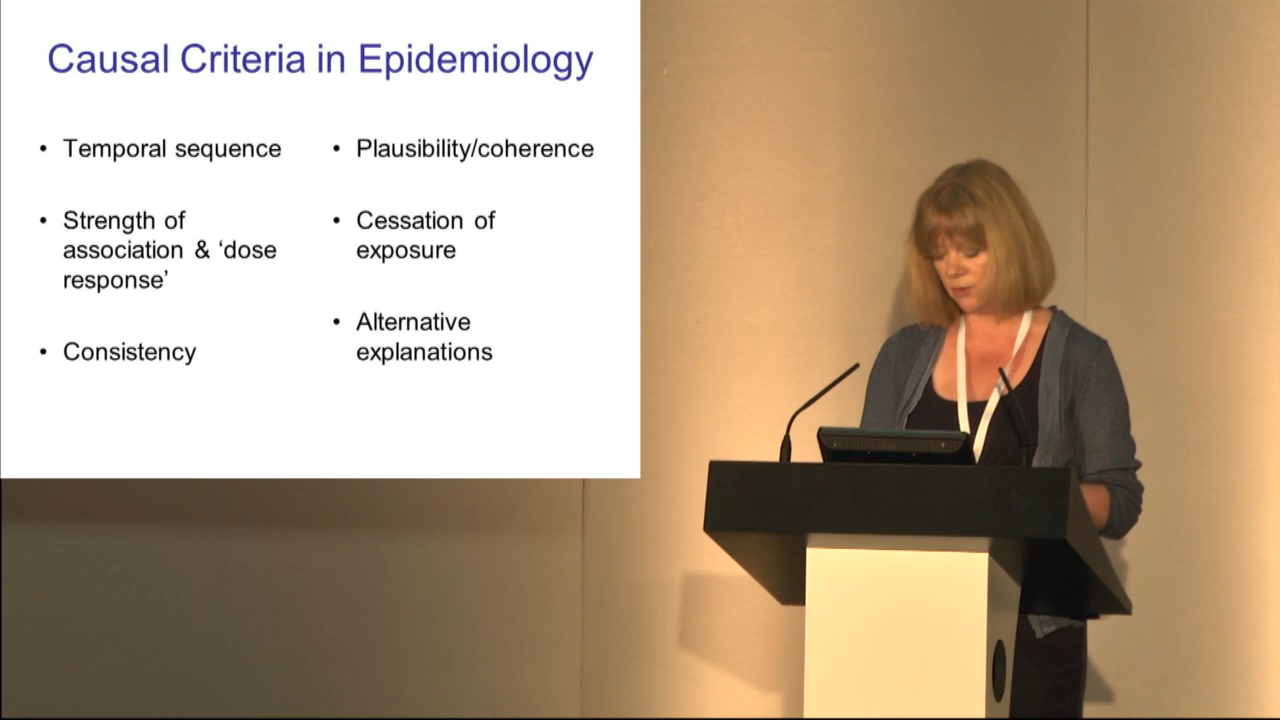 Causal Criteria in Epidemiology
• Temporal sequence
• Strength of
association & ‘dose
response’
• Consistency
• Plausibility/coherence
• Cessation of
exposure
• Alternative
explanations